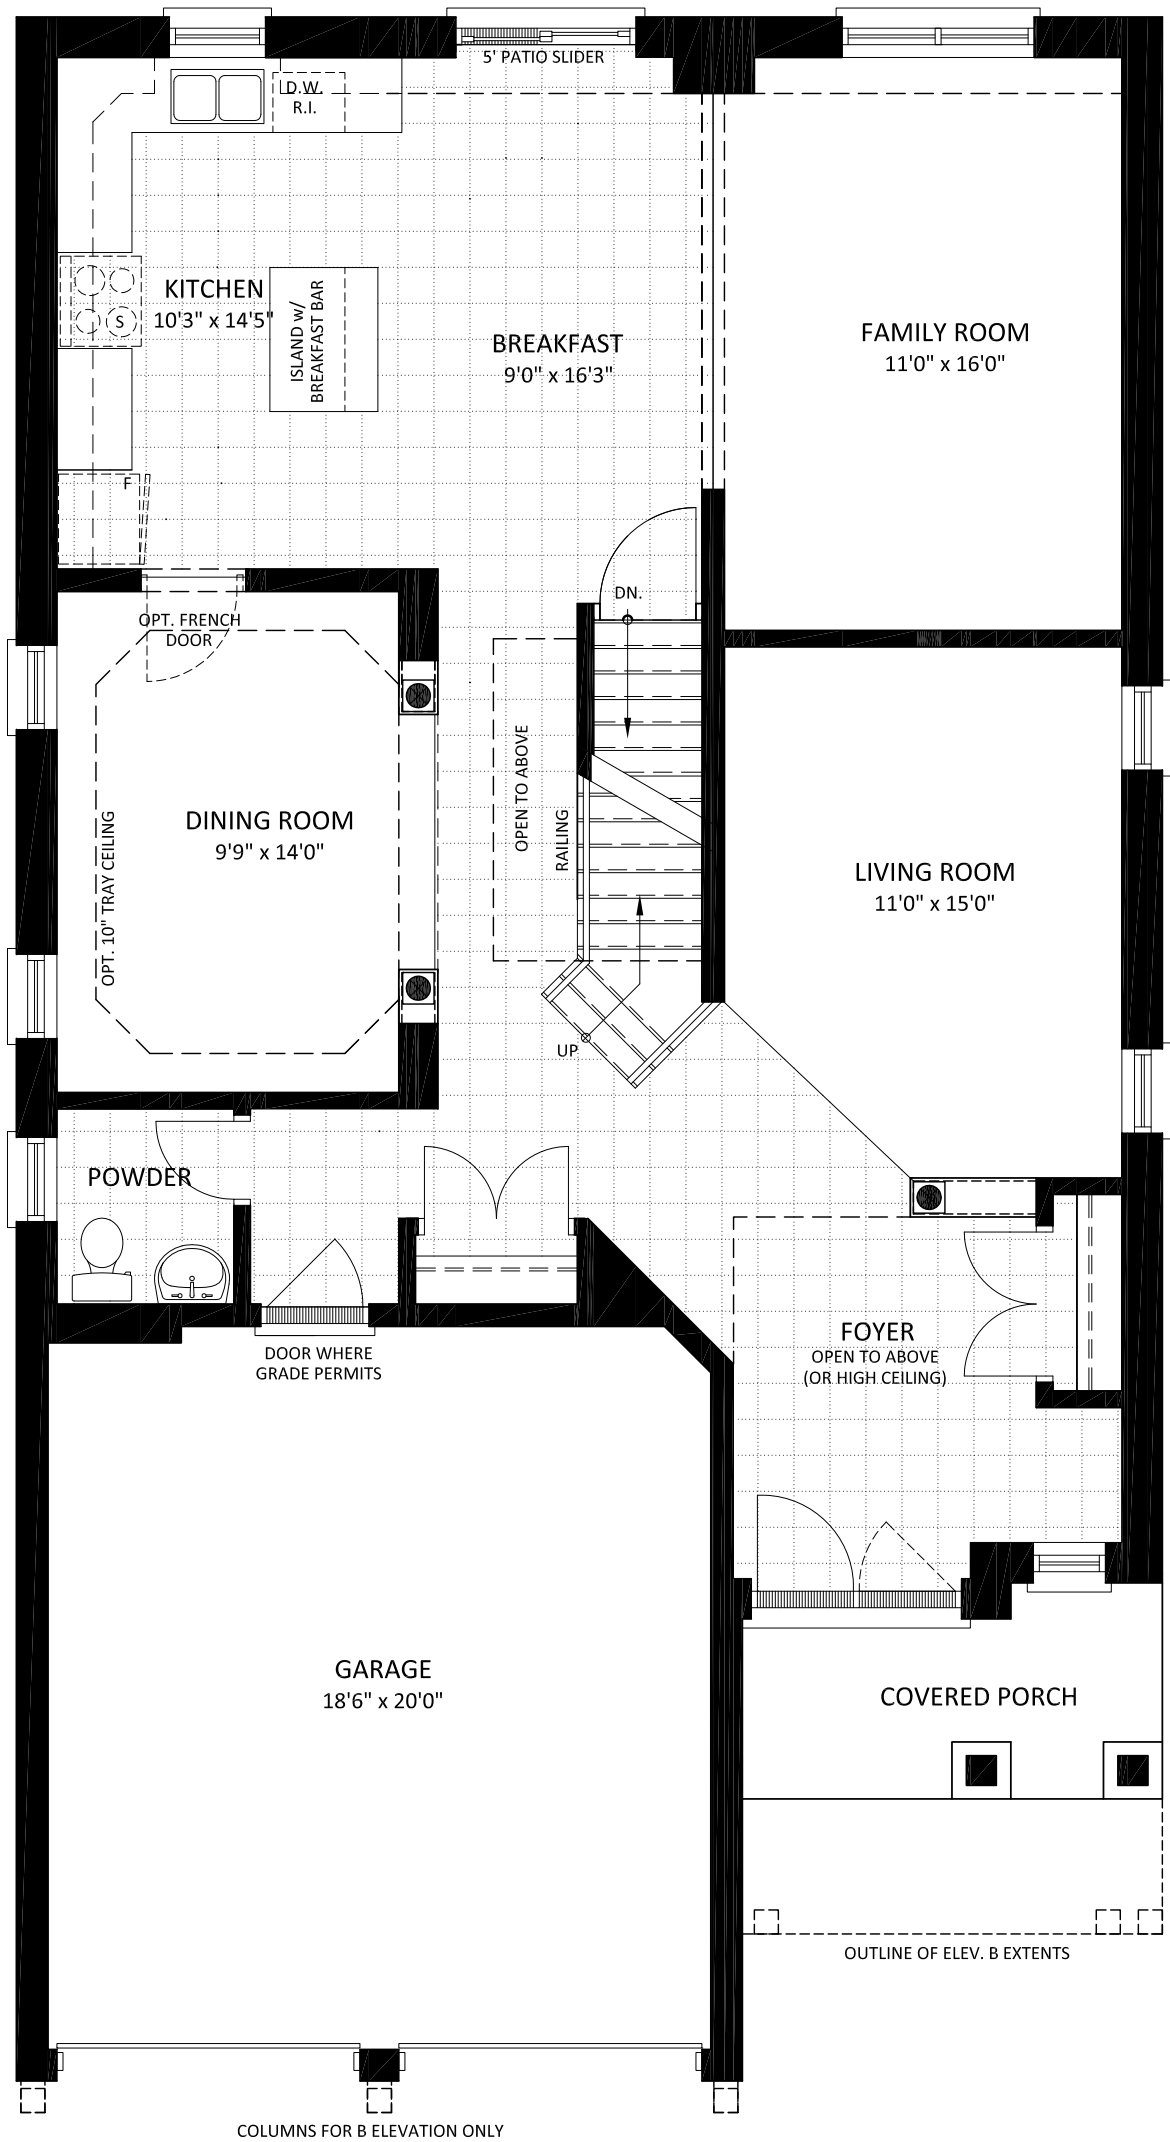 5' PATIO SLIDER
D.W.
R.I.
KITCHEN
10'3" x 14'5"
S
ISLAND w/
BREAKFAST BAR
BREAKFAST
9'0" x 16'3"
FAMILY ROOM
11'0" x 16'0"
F
DN.
OPT. FRENCH
DOOR
OPEN TO ABOVE
RAILING
DINING ROOM
9'9" x 14'0"
OPT. 10" TRAY CEILING
LIVING ROOM
11'0" x 15'0"
UP
POWDER
FOYER
OPEN TO ABOVE
(OR HIGH CEILING)
DOOR WHERE
GRADE PERMITS
GARAGE
18'6" x 20'0"
COVERED PORCH
OUTLINE OF ELEV. B EXTENTS
COLUMNS FOR B ELEVATION ONLY